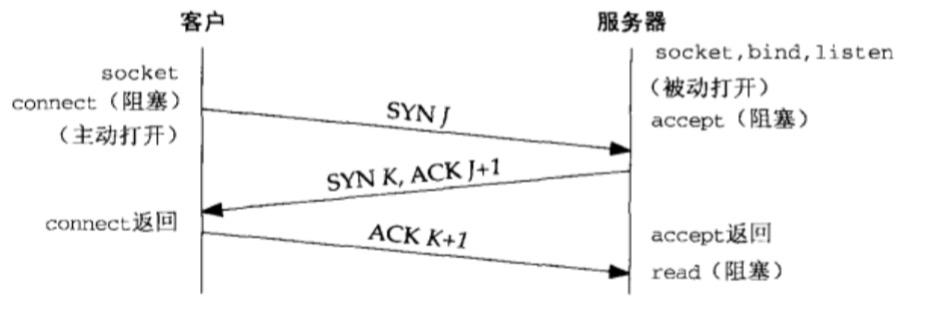 客户
服务器
socket
connect（阻塞）
（主动打开）
socket,bind,listen
（被动打开）
accept（阻塞）
SYN J
SYN K, ACK J+1
connect返回
ACK K+1
accept返回
read（阻塞）